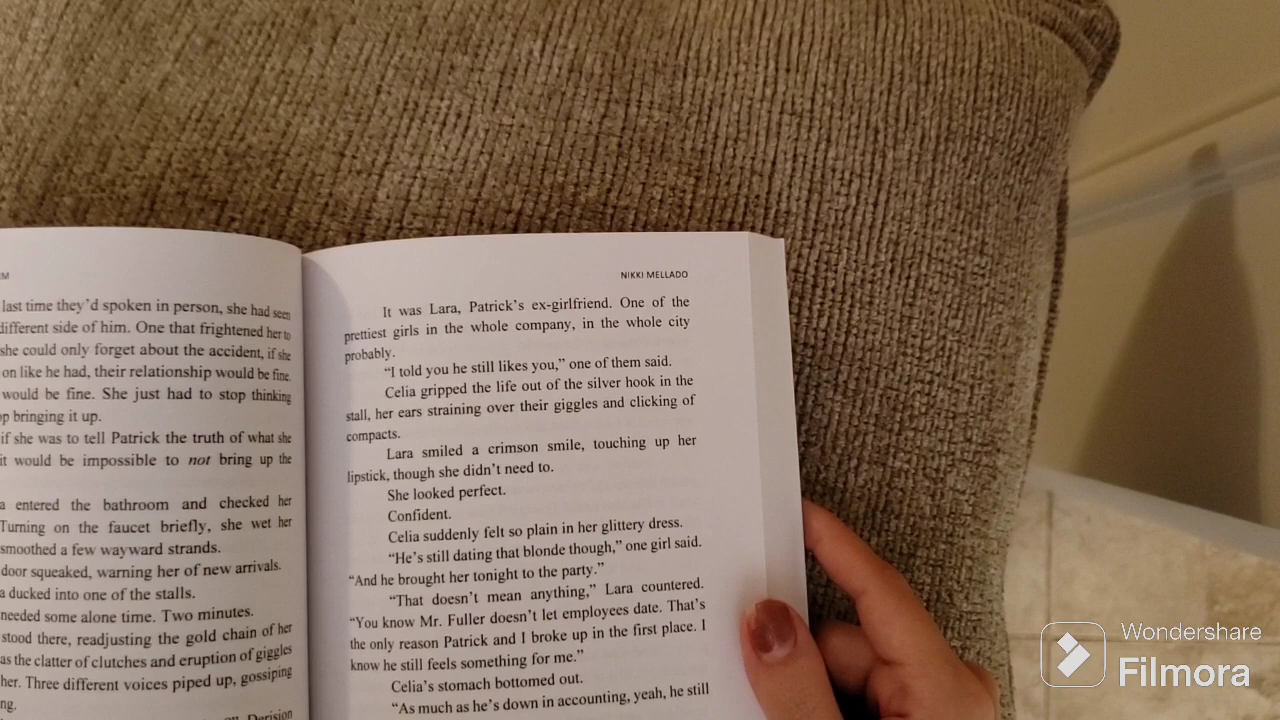 M
last time they'd spoken in person, she had seen
different side of him. One that frightened her to
she could only forget about the accident, if she
on like he had, their relationship would be fine.
would be fine. She just had to stop thinking
p bringing it up.
if she was to tell Patrick the truth of what she
it would be impossible to not bring up the
a entered the bathroom and checked her
Turning on the faucet briefly, she wet her
smoothed a few wayward strands.
door squeaked, warning her of new arrivals.
a ducked into one of the stalls.
needed some alone time. Two minutes.
stood there, readjusting the gold chain of her
as the clatter of clutches and eruption of giggles
her. Three different voices piped up, gossiping
ng.
NIKKI MELLADO
It was Lara, Patrick's ex-girlfriend. One of the
prettiest girls in the whole company, in the whole city
probably.
"I told you he still likes you," one of them said.
Celia gripped the life out of the silver hook in the
stall, her ears straining over their giggles and clicking of
compacts.
Lara smiled a crimson smile, touching up her
lipstick, though she didn't need to.
She looked perfect.
Confident.
Celia suddenly felt so plain in her glittery dress.
"He's still dating that blonde though," one girl said.
"And he brought her tonight to the party."
"That doesn't mean anything," Lara countered.
"You know Mr. Fuller doesn't let employees date. That's
the only reason Patrick and I broke up in the first place. I
know he still feels something for me."
Celia's stomach bottomed out.
"As much as he's down in accounting, yeah, he still
Wondershare
Filmora